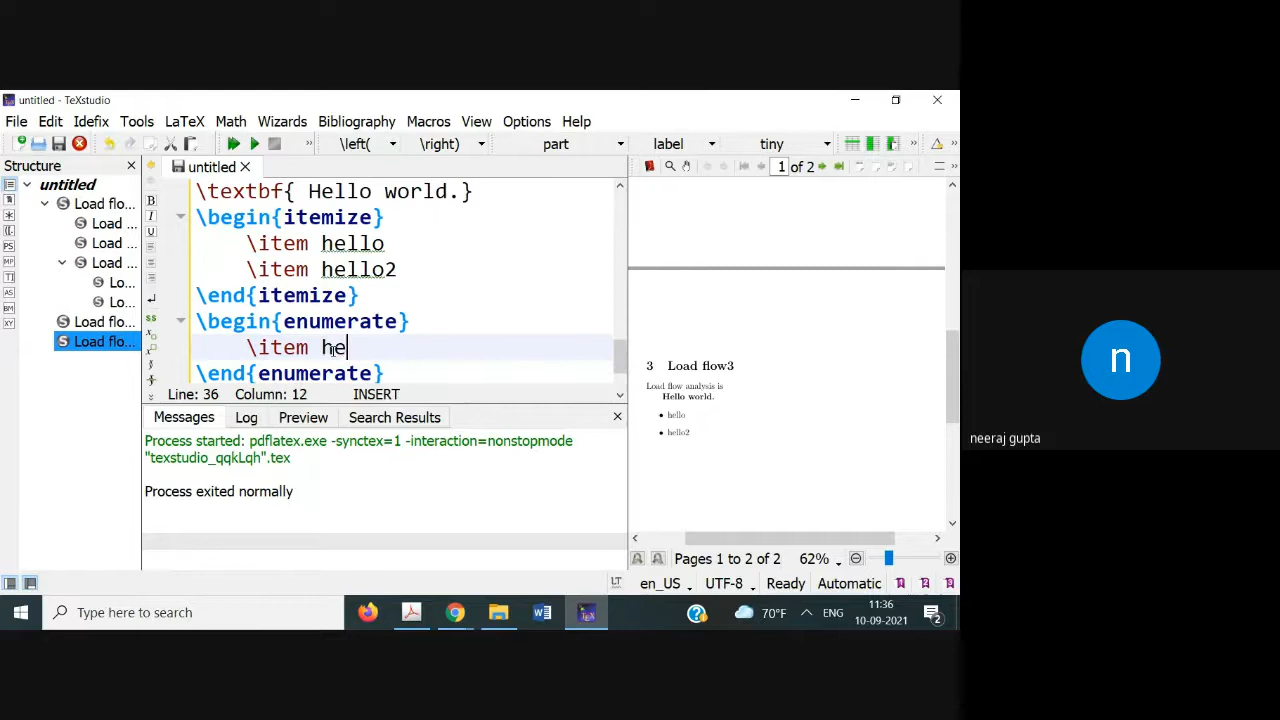 untitled - TeXstudio
File Edit Idefix Tools LaTeX Math Wizards Bibliography Macros View Options Help
\left( \right) part label tiny
Structure
untitled
1 of 2
untitled
Load flo...
Load ...
Load ...
Load ...
Lo...
Lo...
Load flo...
Load flo...
\textbf{ Hello world.}
\begin{itemize}
\item hello
\item hello2
\end{itemize}
\begin{enumerate}
\item he
\end{enumerate}
Line: 36 Column: 12 INSERT
Messages Log Preview Search Results
Process started: pdflatex.exe -synctex=1 -interaction=nonstopmode
"texstudio_qqkLqh".tex
Process exited normally
3 Load flow3
Load flow analysis is
Hello world.
• hello
• hello2
Pages 1 to 2 of 2 62%
en_US UTF-8 Ready Automatic
Type here to search
70°F ENG
11:36
10-09-2021
2
n
neeraj gupta